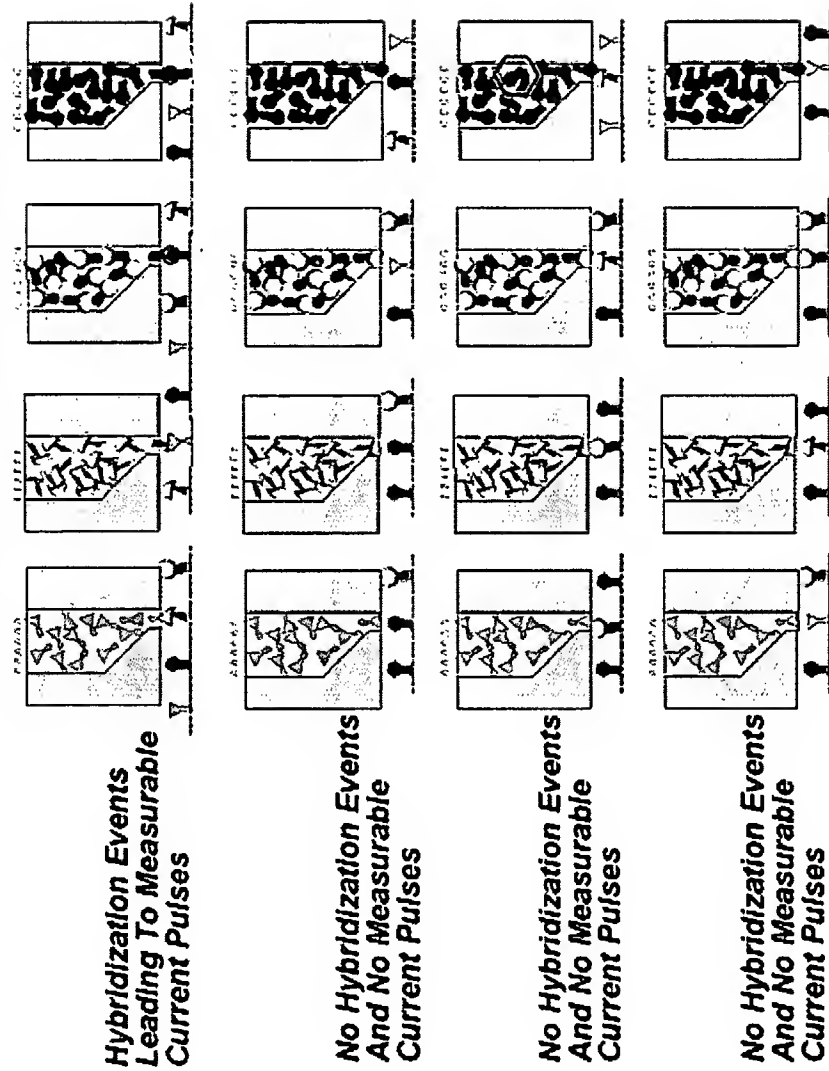 Hybridization Events
Leading To Measurable
Current Pulses
No Hybridization Events
And No Measurable
Current Pulses
No Hybridization Events
And No Measurable
Current Pulses
No Hybridization Events
And No Measurable
Current Pulses